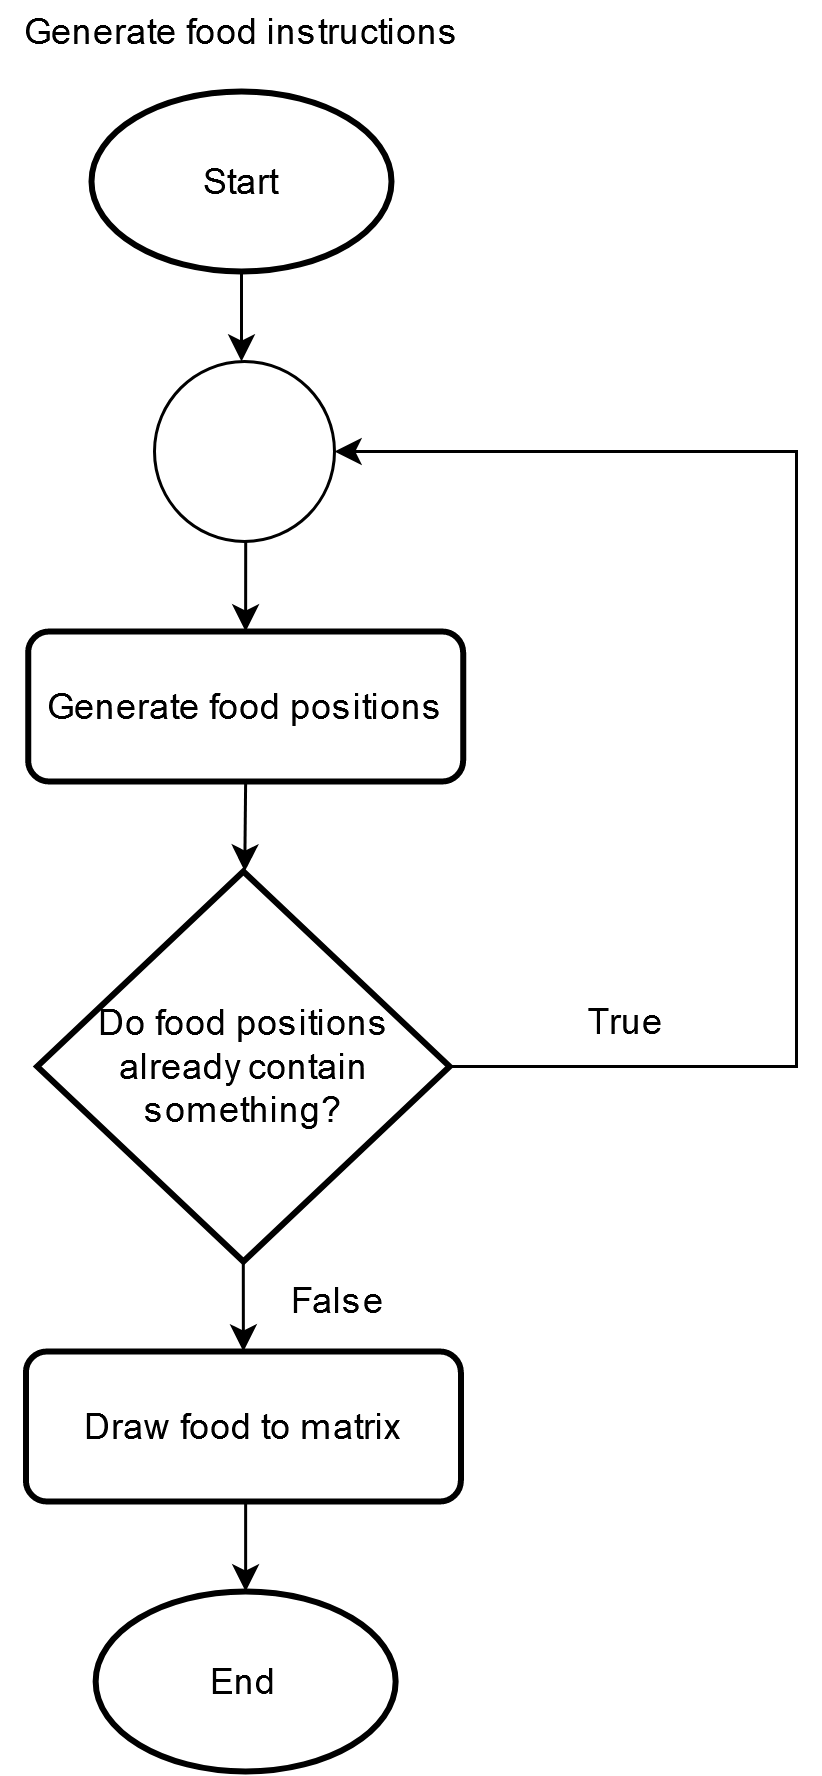 Generate food instructions
Start
Generate food positions
Do food positions
already contain
something?
True
False
Draw food to matrix
End